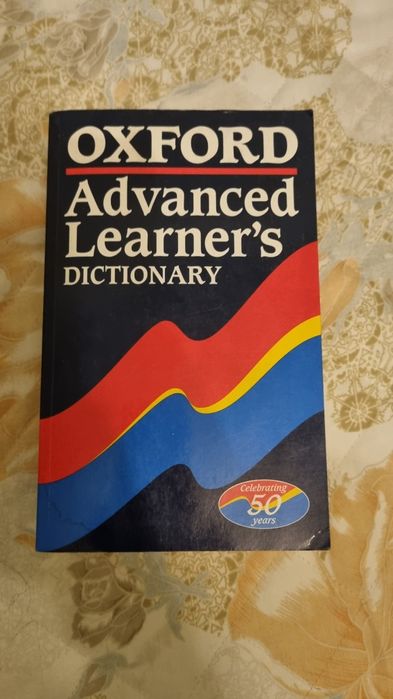 OXFORD
Advanced
Learner's
DICTIONARY
Celebrating
50
years